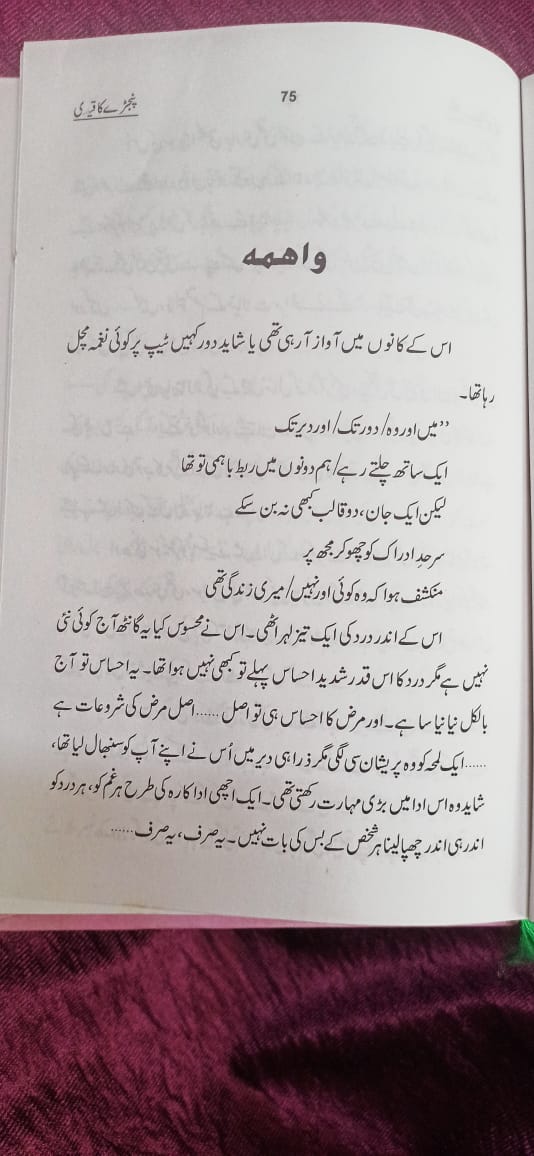 75
پنجڑے کا قیدی
واہمہ
اس کے کانوں میں آواز آرہی تھی یا شاید دور کہیں ٹیپ پر کوئی نغمہ مچل
رہا تھا۔
”میں اور وہ/ دور تک/ اور دیر تک
ایک ساتھ چلتے رہے/ ہم دونوں میں ربط باہمی تو تھا
لیکن ایک جان، دو قالب کبھی نہ بن سکے
سرحدِ ادراک کو چھو کر مجھ پر
منکشف ہوا کہ وہ کوئی اور نہیں/ میری زندگی تھی
اس کے اندر درد کی ایک تیز لہر اٹھی۔ اس نے محسوس کیا یہ گانٹھ آج کوئی نئی
نہیں ہے مگر درد کا اس قدر شدید احساس پہلے تو کبھی نہیں ہوا تھا۔ یہ احساس تو آج
بالکل نیا نیا سا ہے۔ اور مرض کا احساس ہی تو اصل ...... اصل مرض کی شروعات ہے
...... ایک لمحہ کو وہ پریشان سی لگی مگر ذرا ہی دیر میں اُس نے اپنے آپ کو سنبھال لیا تھا،
شاید وہ اس ادا میں بڑی مہارت رکھتی تھی۔ ایک اچھی اداکارہ کی طرح ہر غم کو، ہر درد کو
اندر ہی اندر چھپا لینا ہر شخص کے بس کی بات نہیں۔ یہ صرف، یہ صرف ......